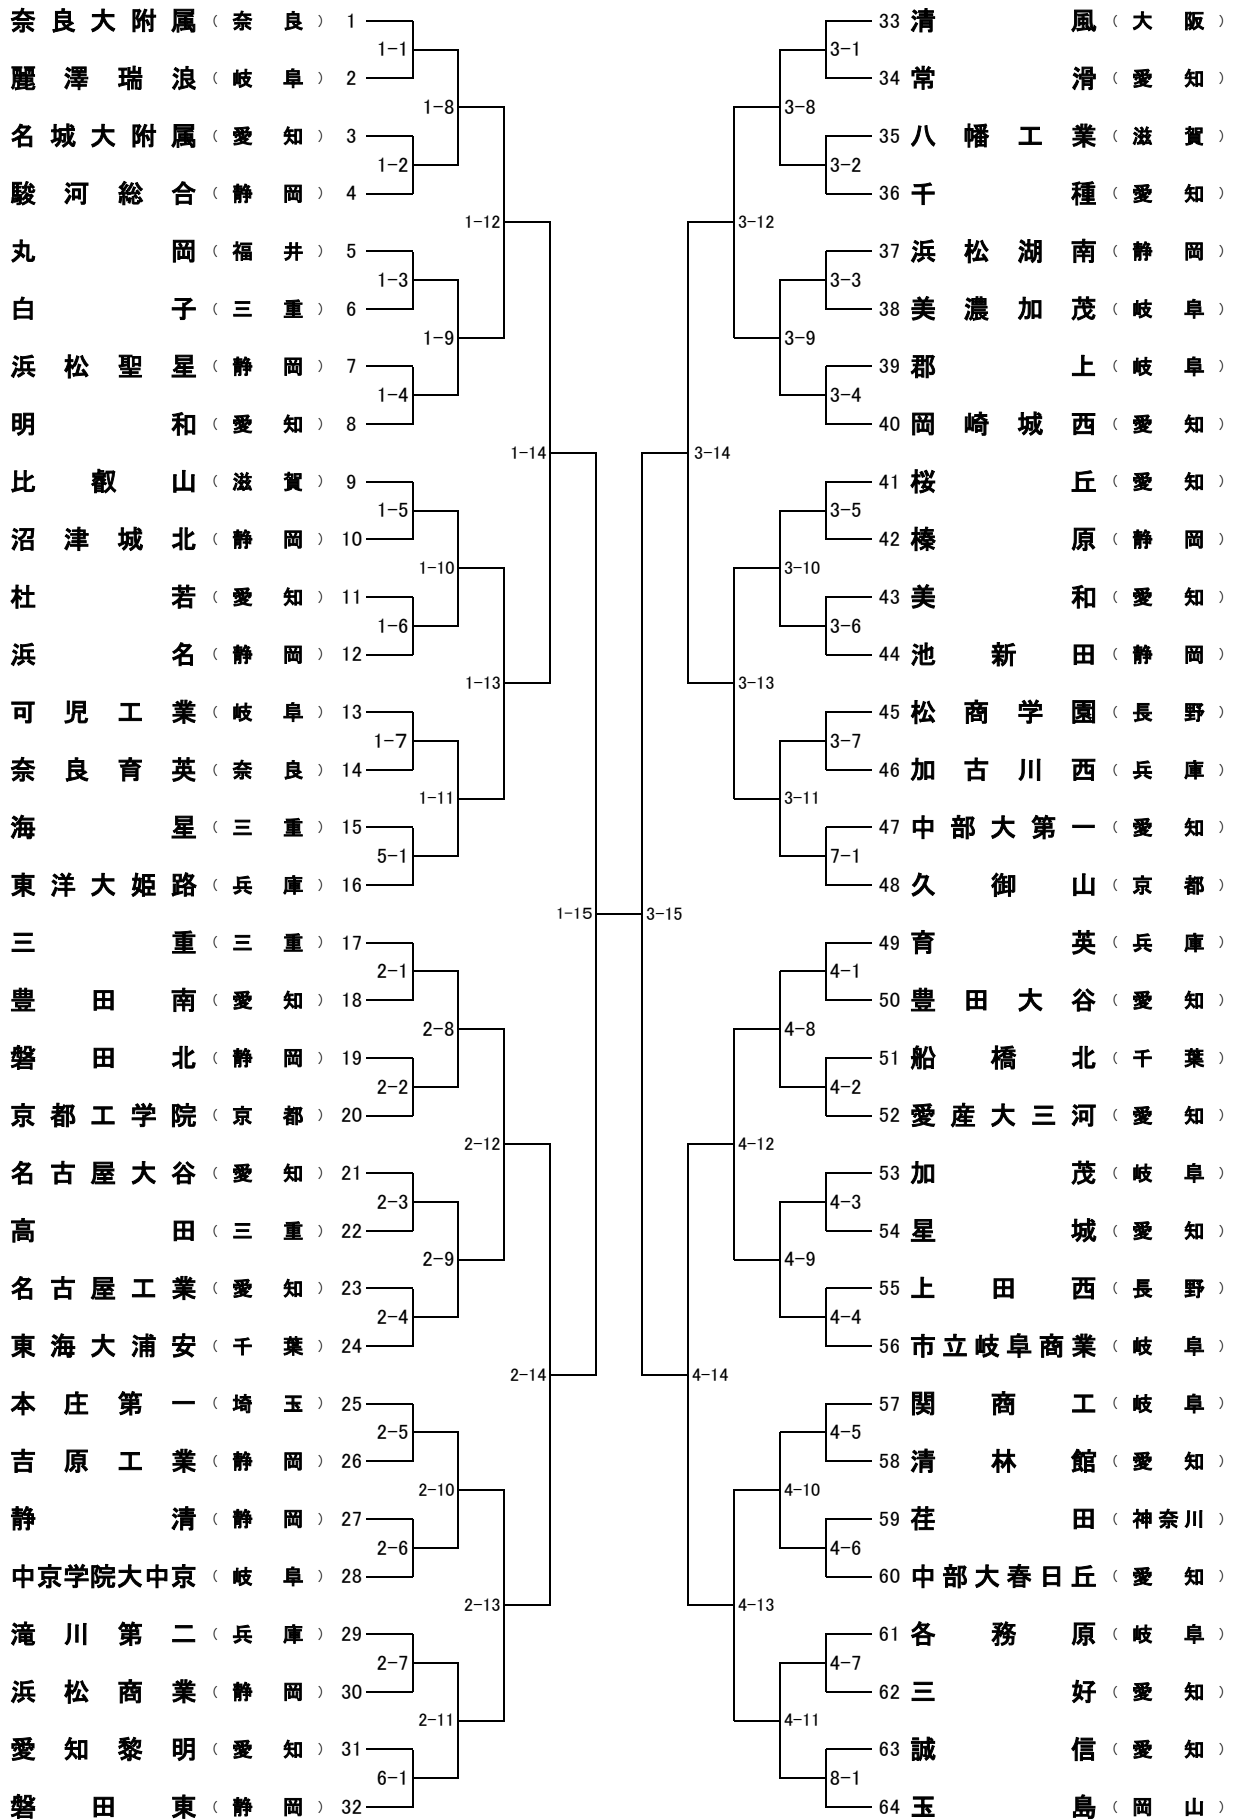 奈良大附属（奈良） 1
1-1
麗澤瑞浪（岐阜） 2
1-8
名城大附属（愛知） 3
1-2
駿河総合（静岡） 4
1-12
丸岡（福井） 5
1-3
白子（三重） 6
1-9
浜松聖星（静岡） 7
1-4
明和（愛知） 8
1-14
比叡山（滋賀） 9
1-5
沼津城北（静岡） 10
1-10
杜若（愛知） 11
1-6
浜名（静岡） 12
1-13
可児工業（岐阜） 13
1-7
奈良育英（奈良） 14
1-11
海星（三重） 15
5-1
東洋大姫路（兵庫） 16
1-15
三重（三重） 17
2-1
豊田南（愛知） 18
2-8
磐田北（静岡） 19
2-2
京都工学院（京都） 20
2-12
名古屋大谷（愛知） 21
2-3
高田（三重） 22
2-9
名古屋工業（愛知） 23
2-4
東海大浦安（千葉） 24
2-14
本庄第一（埼玉） 25
2-5
吉原工業（静岡） 26
2-10
静清（静岡） 27
2-6
中京学院大中京（岐阜） 28
2-13
滝川第二（兵庫） 29
2-7
浜松商業（静岡） 30
2-11
愛知黎明（愛知） 31
6-1
磐田東（静岡） 32
33 清風（大阪）
3-1
34 常滑（愛知）
3-8
35 八幡工業（滋賀）
3-2
36 千種（愛知）
3-12
37 浜松湖南（静岡）
3-3
38 美濃加茂（岐阜）
3-9
39 郡上（岐阜）
3-4
40 岡崎城西（愛知）
3-14
41 桜丘（愛知）
3-5
42 榛原（静岡）
3-10
43 美和（愛知）
3-6
44 池新田（静岡）
3-13
45 松商学園（長野）
3-7
46 加古川西（兵庫）
3-11
47 中部大第一（愛知）
7-1
48 久御山（京都）
3-15
49 育英（兵庫）
4-1
50 豊田大谷（愛知）
4-8
51 船橋北（千葉）
4-2
52 愛産大三河（愛知）
4-12
53 加茂（岐阜）
4-3
54 星城（愛知）
4-9
55 上田西（長野）
4-4
56 市立岐阜商業（岐阜）
4-14
57 関商工（岐阜）
4-5
58 清林館（愛知）
4-10
59 荏田（神奈川）
4-6
60 中部大春日丘（愛知）
4-13
61 各務原（岐阜）
4-7
62 三好（愛知）
4-11
63 誠信（愛知）
8-1
64 玉島（岡山）